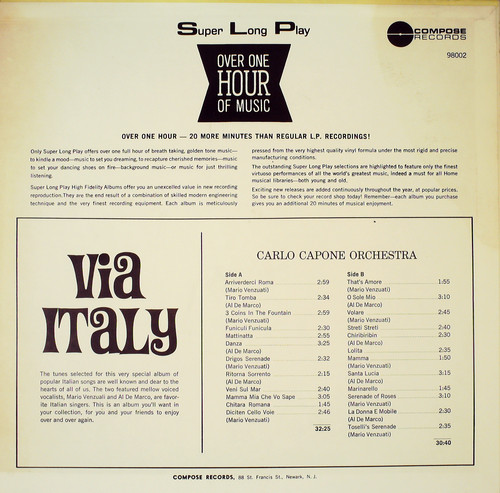 Super Long Play
COMPOSE
RECORDS
98002
OVER ONE
HOUR
OF MUSIC
OVER ONE HOUR — 20 MORE MINUTES THAN REGULAR L.P. RECORDINGS!
Only Super Long Play offers over one full hour of breath taking, golden tone music—
to kindle a mood—music to set you dreaming, to recapture cherished memories—music
to set your dancing shoes on fire—background music—or music for just thrilling
listening.
Super Long Play High Fidelity Albums offer you an unexcelled value in new recording
reproduction. They are the end result of a combination of skilled modern engineering
technique and the very finest recording equipment. Each album is meticulously
pressed from the very highest quality vinyl formula under the most rigid and precise
manufacturing conditions.
The outstanding Super Long Play selections are highlighted to feature only the finest
virtuoso performances of all the world's greatest music, indeed a must for all Home
musical libraries—both young and old.
Exciting new releases are added continously throughout the year, at popular prices.
So be sure to check your record shop today! Remember—each album you purchase
gives you an additional 20 minutes of musical enjoyment.
Via
ITALY
The tunes selected for this very special album of
popular Italian songs are well known and dear to the
hearts of all of us. The two featured mellow voiced
vocalists, Mario Venzuali and Al De Marco, are favor-
ite Italian singers. This is an album you'll want in
your collection, for you and your friends to enjoy
over and over again.
CARLO CAPONE ORCHESTRA
Side A
Arriverderci Roma 2:59
(Mario Venzuati)
Tiro Tomba 2:34
(Al De Marco)
3 Coins In The Fountain 2:59
(Mario Venzuati)
Funiculi Funicula 2:30
Mattinatta 2:55
Danza 3:25
(Al De Marco)
Drigos Serenade 2:32
(Mario Venzuati)
Ritorna Sorrento 2:15
(Al De Marco)
Veni Sul Mar 2:40
Mamma Mia Che Vo Sape 3:05
Chitara Romana 1:45
Diciten Cello Voie 2:46
(Mario Venzuati)
32:25
Side B
That's Amore 1:55
(Mario Venzuati)
O Sole Mio 3:10
(Al De Marco)
Volare 2:45
(Mario Venzuati)
Streti Streti 2:40
Chiribiribin 2:30
(Al De Marco)
Lolita 2:35
Mamma 1:50
(Mario Venzuati)
Santa Lucia 3:15
(Al De Marco)
Marinarello 1:45
Serenade of Roses 3:10
(Mario Venzuati)
La Donna E Mobile 2:30
(Al De Marco)
Toselli's Serenade 2:35
(Mario Venzuati)
30:40
COMPOSE RECORDS, 88 St. Francis St., Newark, N. J.